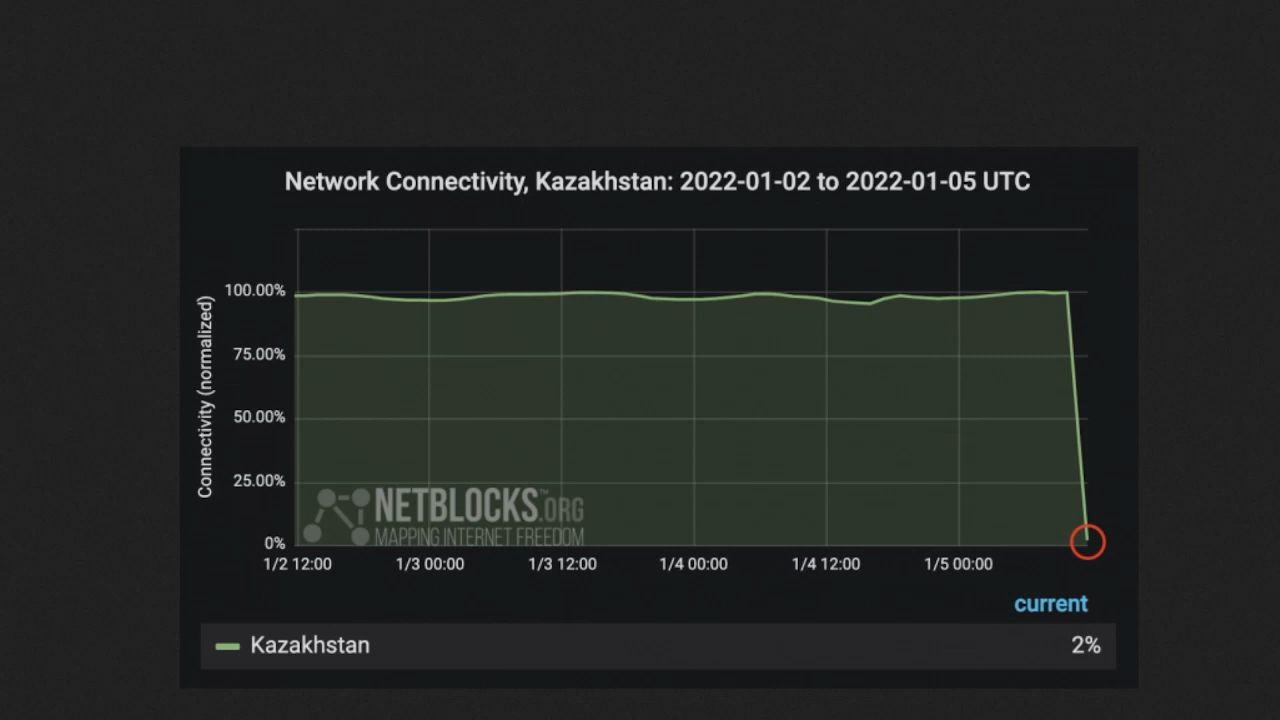 Network Connectivity, Kazakhstan: 2022-01-02 to 2022-01-05 UTC
Connectivity (normalized)
100.00%
75.00%
50.00%
25.00%
0%
NETBLOCKS.ORG
MAPPING INTERNET FREEDOM
1/2 12:00 1/3 00:00 1/3 12:00 1/4 00:00 1/4 12:00 1/5 00:00
current
Kazakhstan 2%